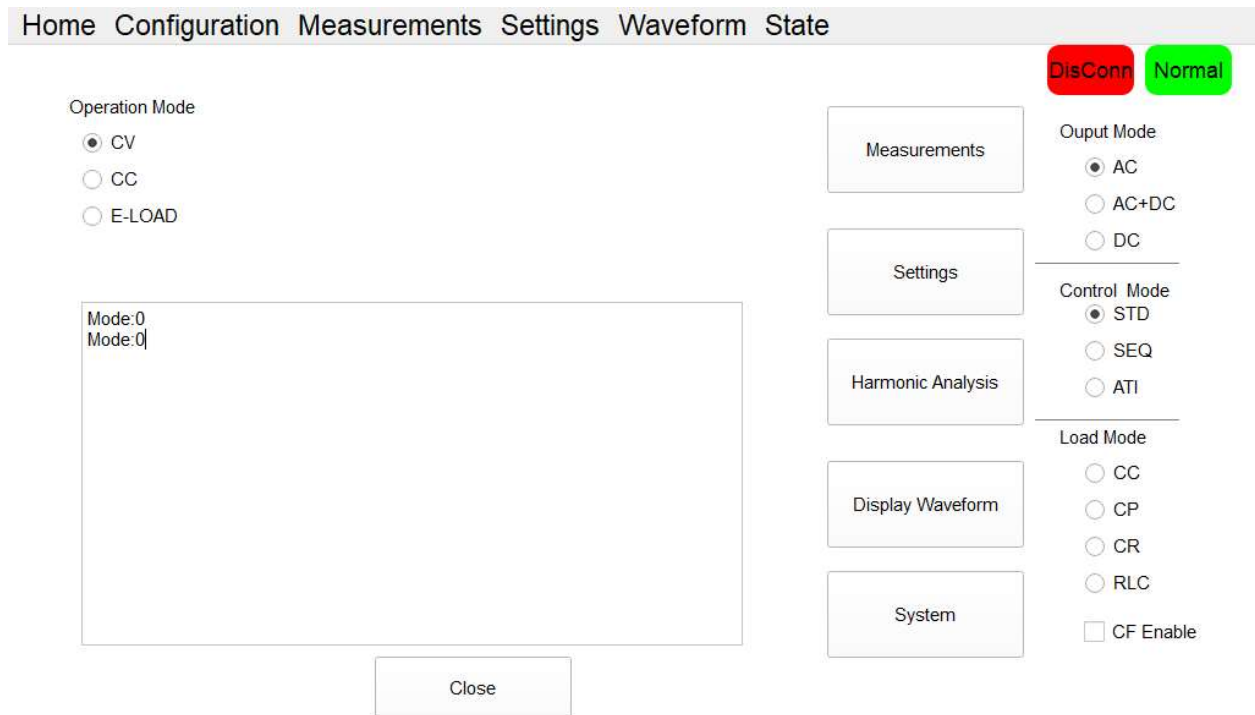 Home Configuration Measurements Settings Waveform State
DisConn Normal
Operation Mode
CV
CC
E-LOAD
Mode:0
Mode:0
Close
Measurements
Settings
Harmonic Analysis
Display Waveform
System
Ouput Mode
AC
AC+DC
DC
Control Mode
STD
SEQ
ATI
Load Mode
CC
CP
CR
RLC
CF Enable